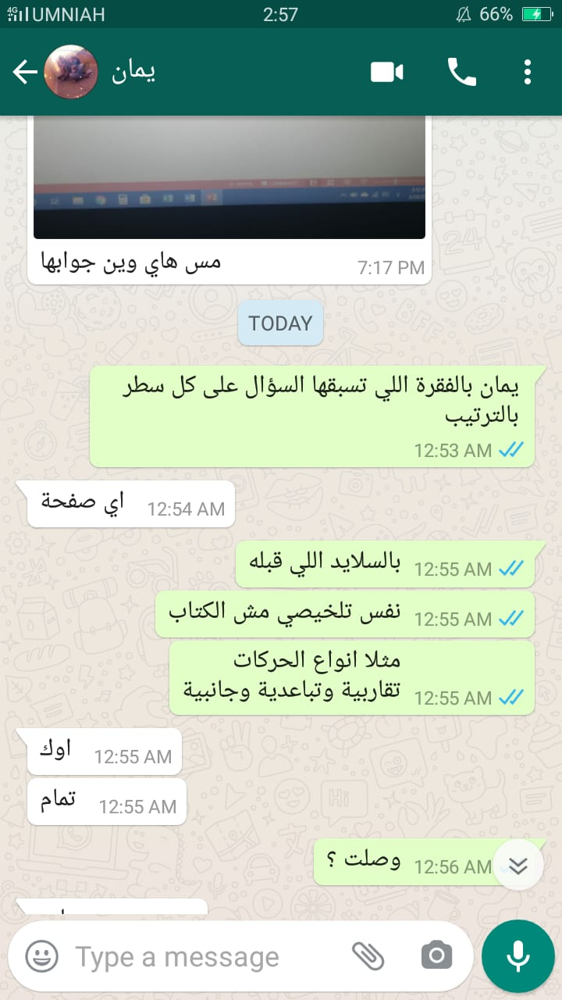 4G UMNIAH 2:57 66%
يمان
مس هاي وين جوابها 7:17 PM
TODAY
يمان بالفقرة اللي تسبقها السؤال على كل سطر
بالترتيب
12:53 AM
اي صفحة 12:54 AM
بالسلايد اللي قبله 12:55 AM
نفس تلخيصي مش الكتاب 12:55 AM
مثلا انواع الحركات
تقاربية وتباعدية وجانبية 12:55 AM
اوك 12:55 AM
تمام 12:55 AM
وصلت ؟ 12:56 AM
Type a message